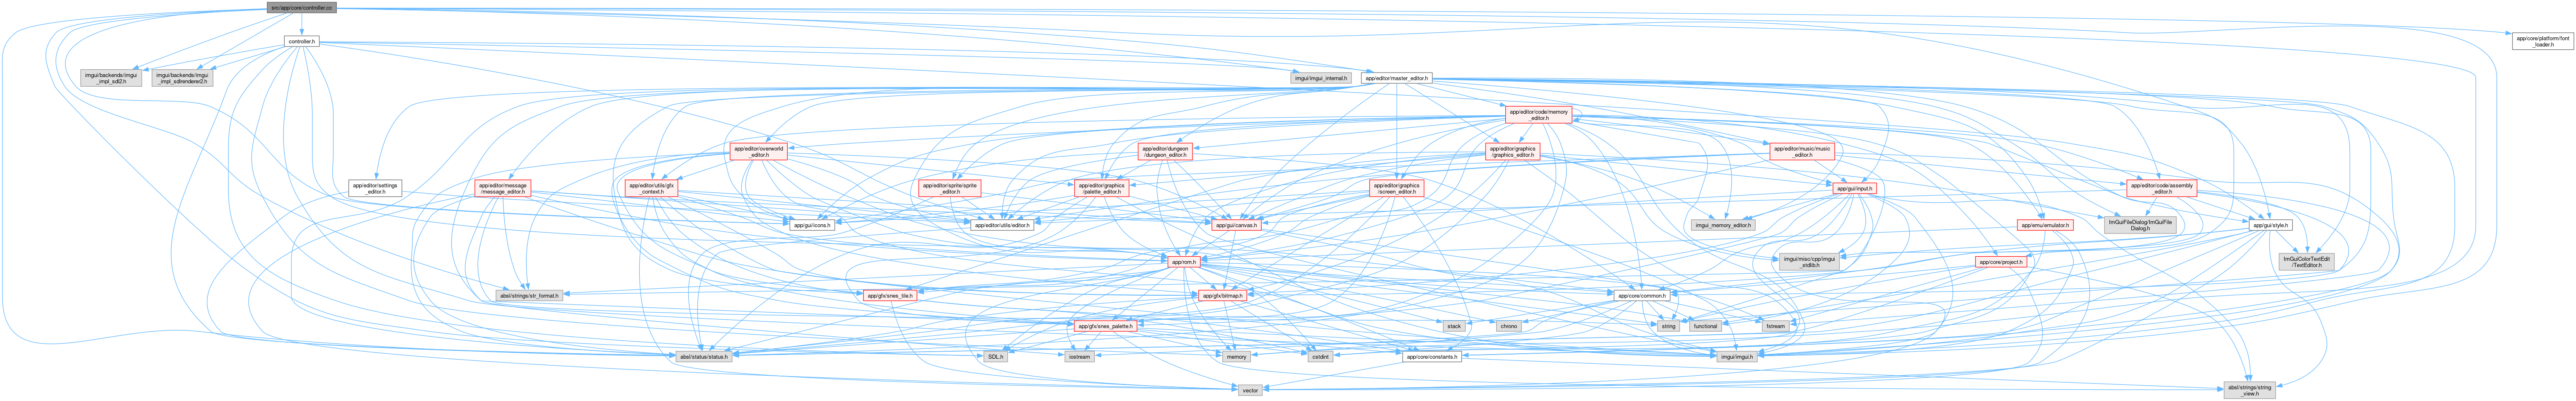 src/app/core/controller.cc
controller.h
app/core/platform/font
_loader.h
imgui/backends/imgui
_impl_sdl2.h
imgui/backends/imgui
_impl_sdlrenderer2.h
imgui/imgui_internal.h
app/editor/master_editor.h
app/editor/code/memory
_editor.h
app/editor/overworld
_editor.h
app/editor/dungeon
/dungeon_editor.h
app/editor/graphics
/graphics_editor.h
app/editor/music/music
_editor.h
app/editor/settings
_editor.h
app/editor/message
/message_editor.h
app/editor/utils/gfx
_context.h
app/editor/sprite/sprite
_editor.h
app/editor/graphics
/palette_editor.h
app/editor/graphics
/screen_editor.h
app/gui/input.h
app/editor/code/assembly
_editor.h
app/gui/icons.h
app/editor/utils/editor.h
app/gui/canvas.h
imgui_memory_editor.h
app/emu/emulator.h
ImGuiFileDialog/ImGuiFile
Dialog.h
app/gui/style.h
app/rom.h
imgui/misc/cpp/imgui
_stdlib.h
app/core/project.h
ImGuiColorTextEdit
/TextEditor.h
absl/strings/str_format.h
app/gfx/snes_tile.h
app/gfx/bitmap.h
app/core/common.h
app/gfx/snes_palette.h
stack
chrono
string
functional
fstream
absl/status/status.h
SDL.h
iostream
memory
cstdint
app/core/constants.h
imgui/imgui.h
vector
absl/strings/string
_view.h